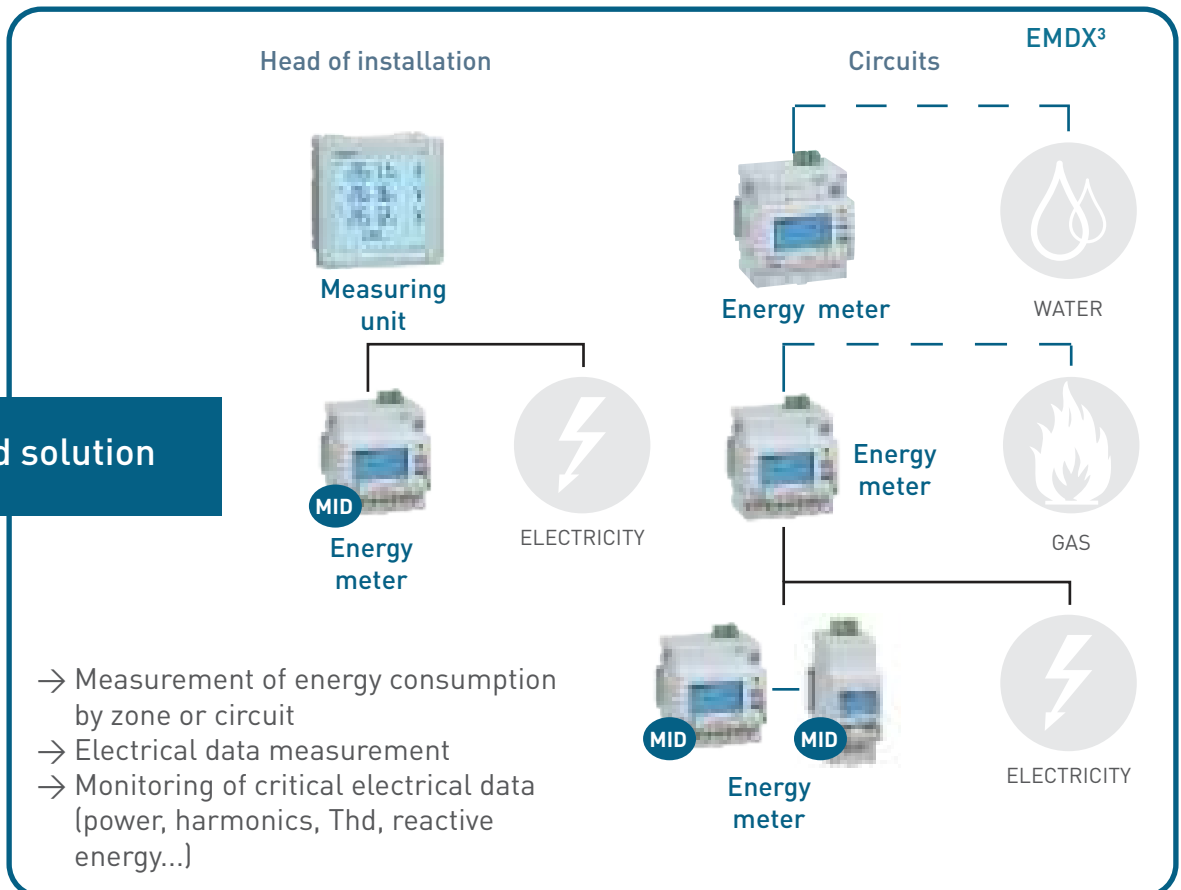 EMDX³
Head of installation
Circuits
Measuring
unit
Energy meter
WATER
d solution
MID
Energy
meter
ELECTRICITY
Energy
meter
GAS
→ Measurement of energy consumption
by zone or circuit
→ Electrical data measurement
→ Monitoring of critical electrical data
(power, harmonics, Thd, reactive
energy...)
MID
MID
Energy
meter
ELECTRICITY